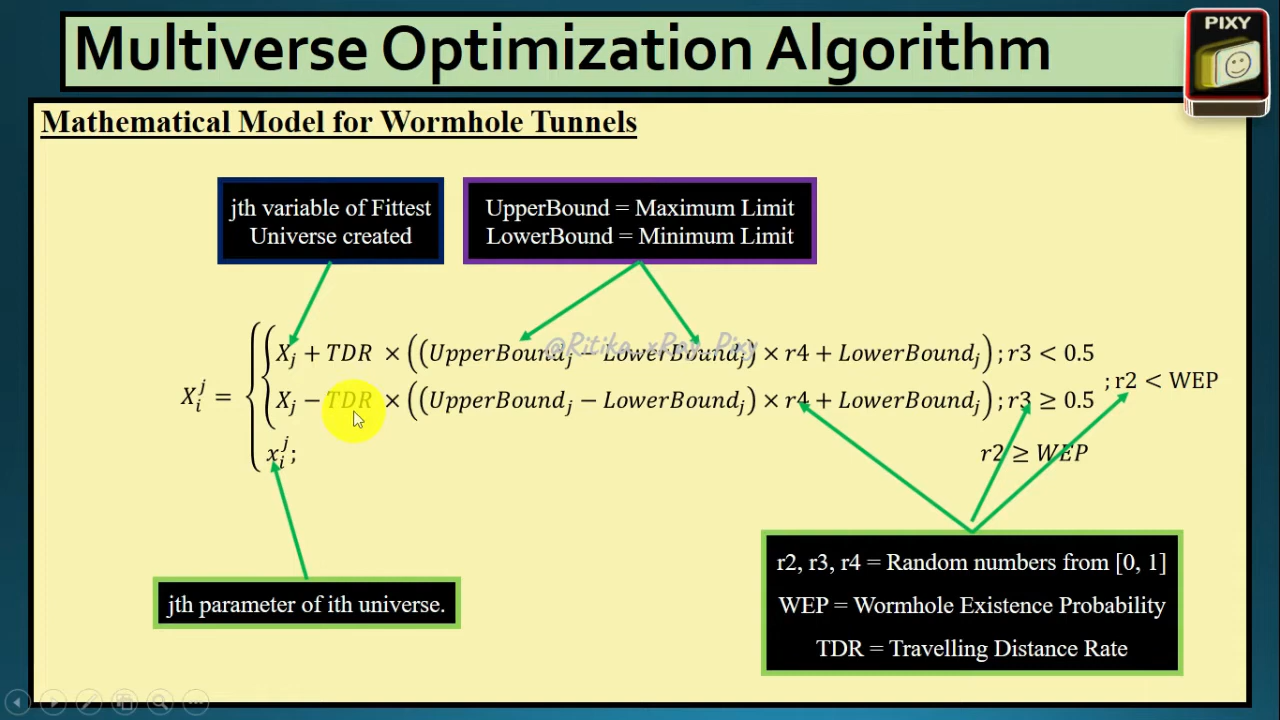 Multiverse Optimization Algorithm
PIXY
Mathematical Model for Wormhole Tunnels
jth variable of Fittest
Universe created
UpperBound = Maximum Limit
LowerBound = Minimum Limit
@Ritika xRay Pixy
X_i^j = { ( X_j + TDR × ((UpperBound_j − LowerBound_j) × r4 + LowerBound_j) ; r3 < 0.5
( X_j − TDR × ((UpperBound_j − LowerBound_j) × r4 + LowerBound_j) ; r3 ≥ 0.5 ; r2 < WEP
x_i^j; r2 ≥ WEP
jth parameter of ith universe.
r2, r3, r4 = Random numbers from [0, 1]
WEP = Wormhole Existence Probability
TDR = Travelling Distance Rate